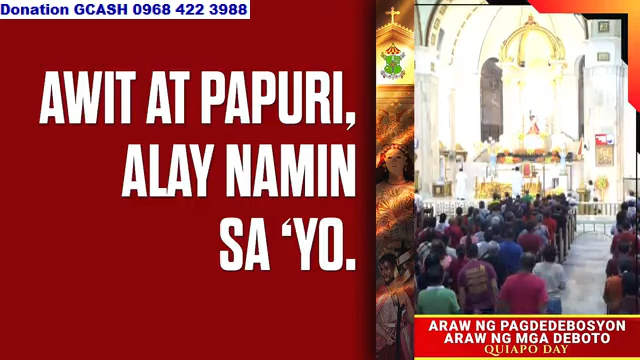 Donation GCASH 0968 422 3988
AWIT AT PAPURI,
ALAY NAMIN
SA ‘YO.
ARAW NG PAGDEDEBOSYON
ARAW NG MGA DEBOTO
QUIAPO DAY